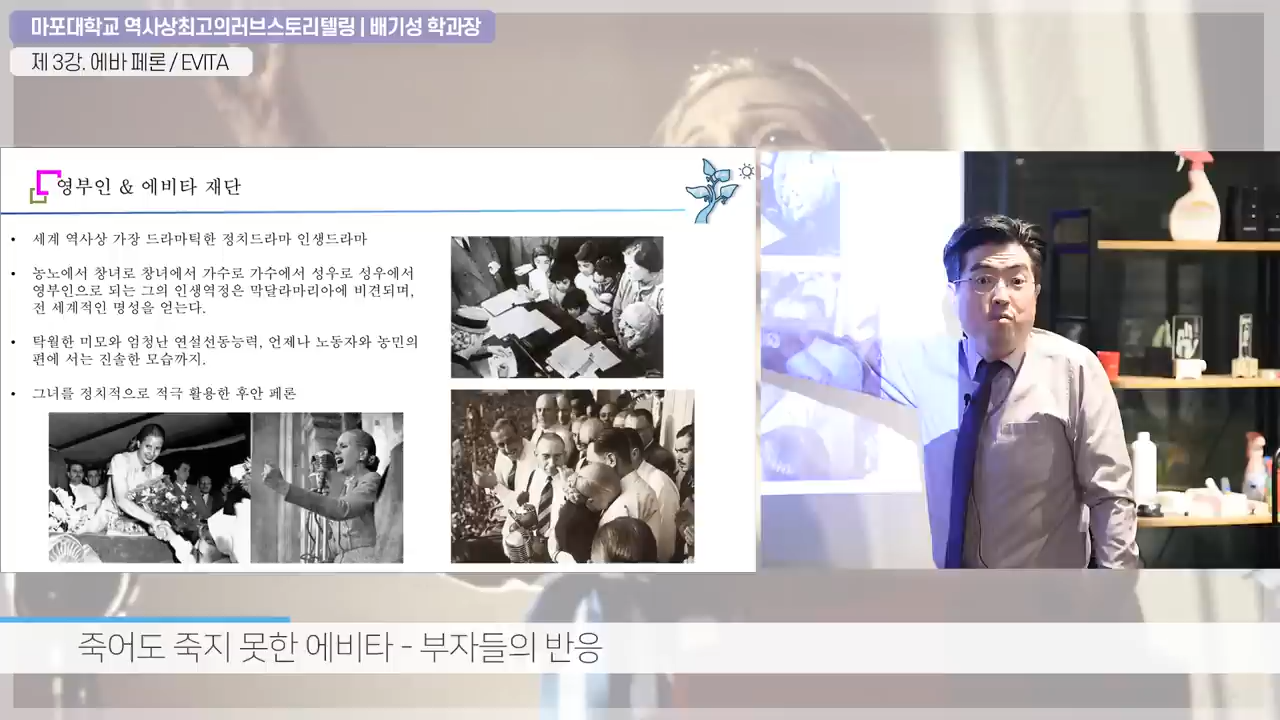 마포대학교 역사상최고의러브스토리텔링 | 배기성 학과장
제 3강. 에바 페론 / EVITA
영부인 & 에비타 재단
• 세계 역사상 가장 드라마틱한 정치드라마 인생드라마
• 농노에서 창녀로 창녀에서 가수로 가수에서 성우로 성우에서
영부인으로 되는 그의 인생역정은 막달라마리아에 비견되며,
전 세계적인 명성을 얻는다.
• 탁월한 미모와 엄청난 연설선동능력, 언제나 노동자와 농민의
편에 서는 진솔한 모습까지.
• 그녀를 정치적으로 적극 활용한 후안 페론
죽어도 죽지 못한 에비타 - 부자들의 반응